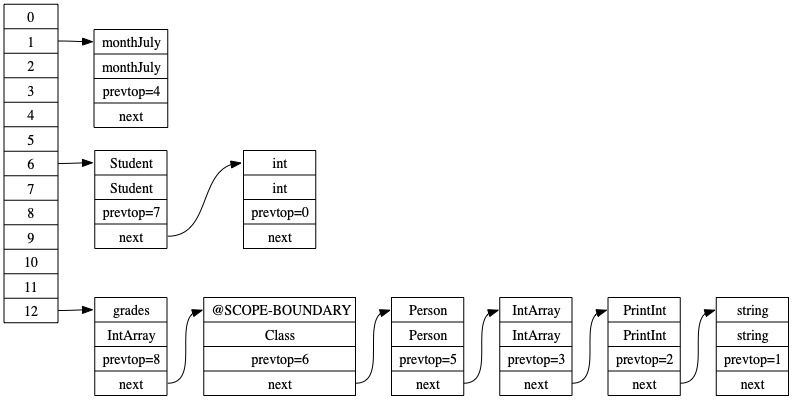 0
1
2
3
4
5
6
7
8
9
10
11
12
monthJuly
monthJuly
prevtop=4
next
Student
Student
prevtop=7
next
int
int
prevtop=0
next
grades
IntArray
prevtop=8
next
@SCOPE-BOUNDARY
Class
prevtop=6
next
Person
Person
prevtop=5
next
IntArray
IntArray
prevtop=3
next
PrintInt
PrintInt
prevtop=2
next
string
string
prevtop=1
next